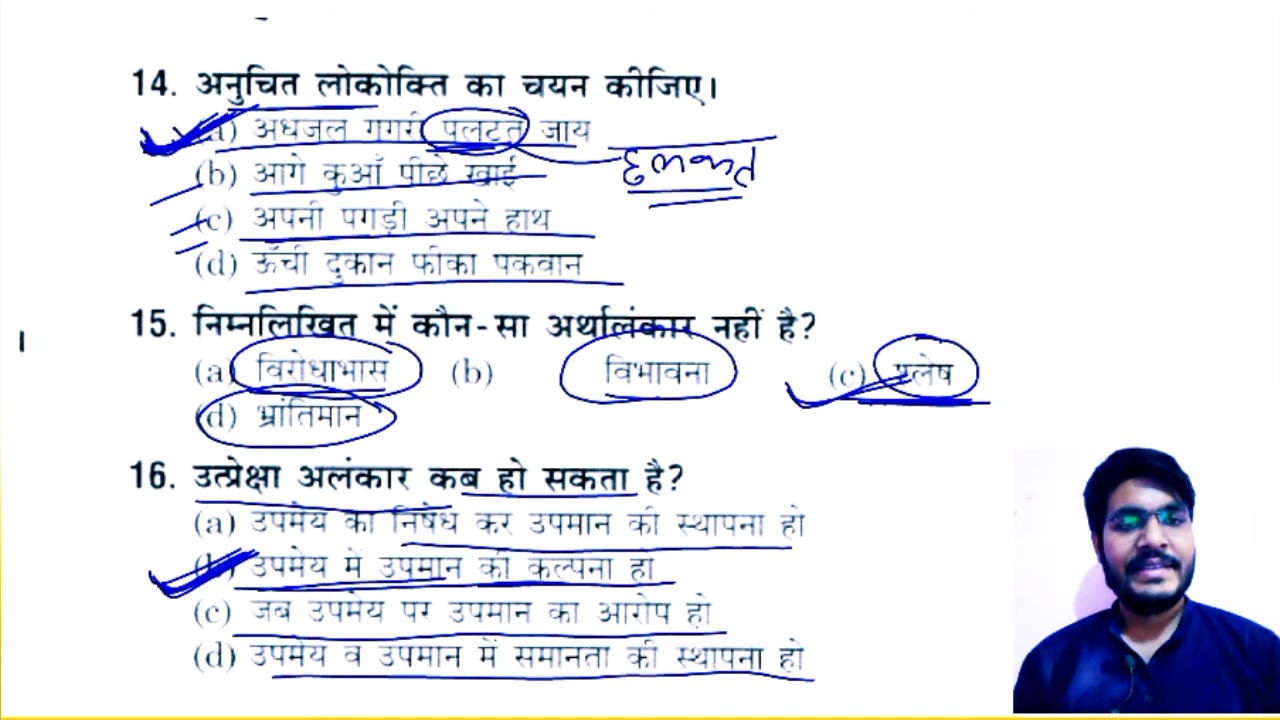 14. अनुचित लोकोक्ति का चयन कीजिए।
(a) अधजल गगरी पलटत जाय
छलकत
(b) आगे कुआँ पीछे खाई
(c) अपनी पगड़ी अपने हाथ
(d) ऊँची दुकान फीका पकवान
15. निम्नलिखित में कौन-सा अर्थालंकार नहीं है?
(a) विरोधाभास (b) विभावना (c) श्लेष
(d) भ्रांतिमान
16. उत्प्रेक्षा अलंकार कब हो सकता है?
(a) उपमेय का निषेध कर उपमान की स्थापना हो
(b) उपमेय में उपमान की कल्पना हो
(c) जब उपमेय पर उपमान का आरोप हो
(d) उपमेय व उपमान में समानता की स्थापना हो